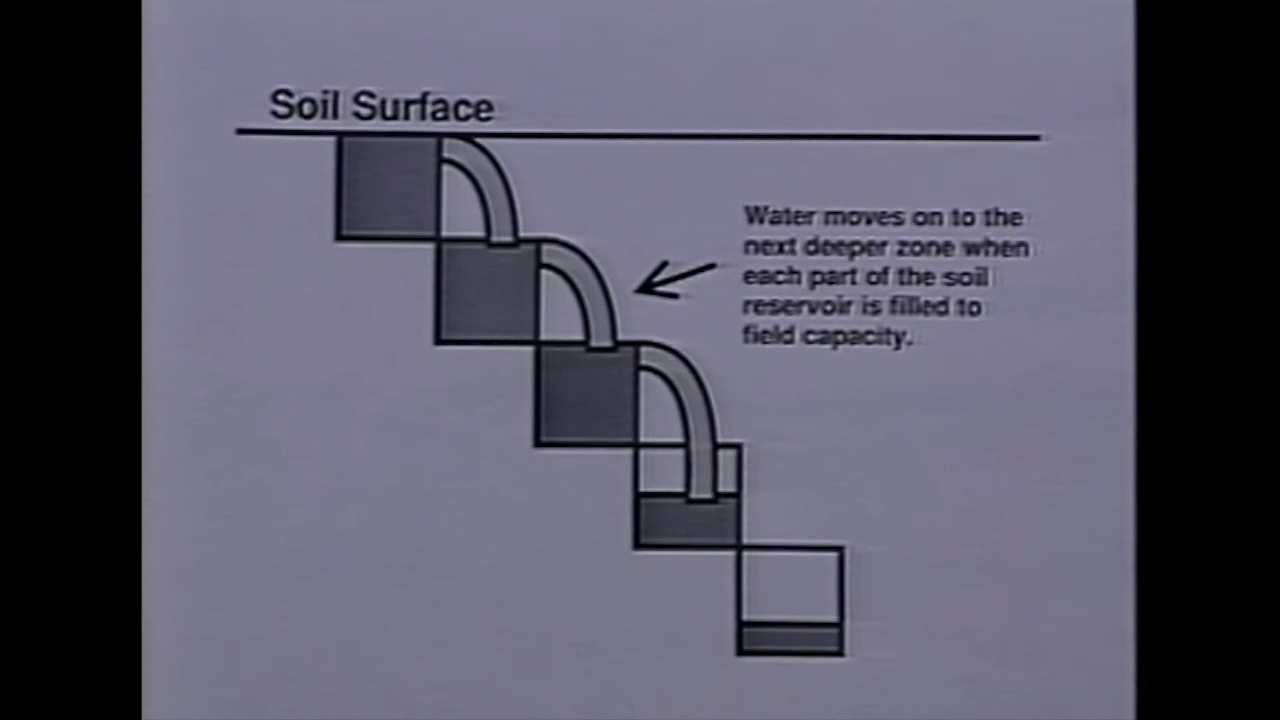 Soil Surface
Water moves on to the
next deeper zone when
each part of the soil
reservoir is filled to
field capacity.